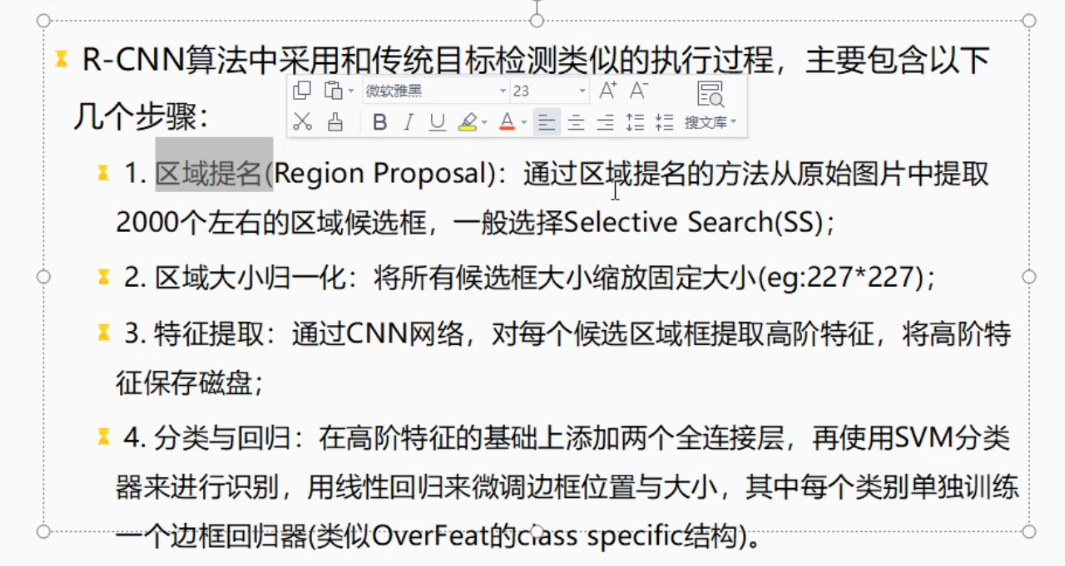 R-CNN算法中采用和传统目标检测类似的执行过程，主要包含以下
几个步骤：
微软雅黑 23
搜文库
1. 区域提名(Region Proposal)：通过区域提名的方法从原始图片中提取
2000个左右的区域候选框，一般选择Selective Search(SS)；
2. 区域大小归一化：将所有候选框大小缩放固定大小(eg:227*227)；
3. 特征提取：通过CNN网络，对每个候选区域框提取高阶特征，将高阶特
征保存磁盘；
4. 分类与回归：在高阶特征的基础上添加两个全连接层，再使用SVM分类
器来进行识别，用线性回归来微调边框位置与大小，其中每个类别单独训练
一个边框回归器(类似OverFeat的class specific结构)。